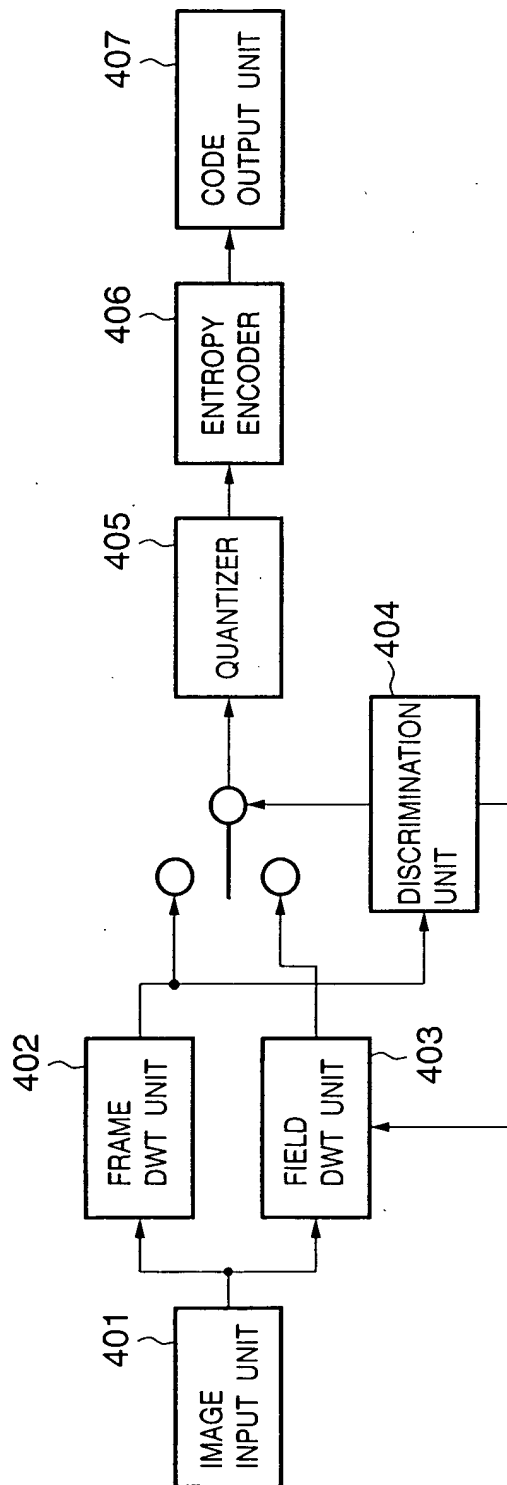 401
IMAGE
INPUT UNIT
402
FRAME
DWT UNIT
403
FIELD
DWT UNIT
404
DISCRIMINATION
UNIT
405
QUANTIZER
406
ENTROPY
ENCODER
407
CODE
OUTPUT UNIT